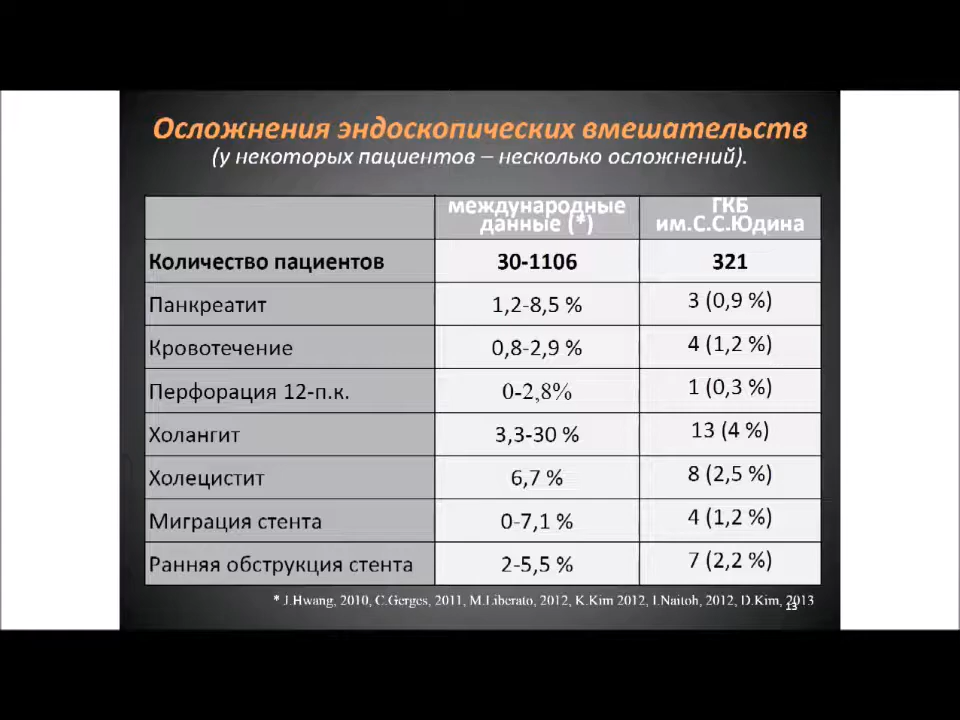 Осложнения эндоскопических вмешательств
(у некоторых пациентов – несколько осложнений).
международные данные (*) ГКБ им.С.С.Юдина
Количество пациентов 30-1106 321
Панкреатит 1,2-8,5 % 3 (0,9 %)
Кровотечение 0,8-2,9 % 4 (1,2 %)
Перфорация 12-п.к. 0-2,8% 1 (0,3 %)
Холангит 3,3-30 % 13 (4 %)
Холецистит 6,7 % 8 (2,5 %)
Миграция стента 0-7,1 % 4 (1,2 %)
Ранняя обструкция стента 2-5,5 % 7 (2,2 %)
* J.Hwang, 2010, C.Gerges, 2011, M.Liberato, 2012, K.Kim 2012, I.Naitoh, 2012, D.Kim, 2013
13